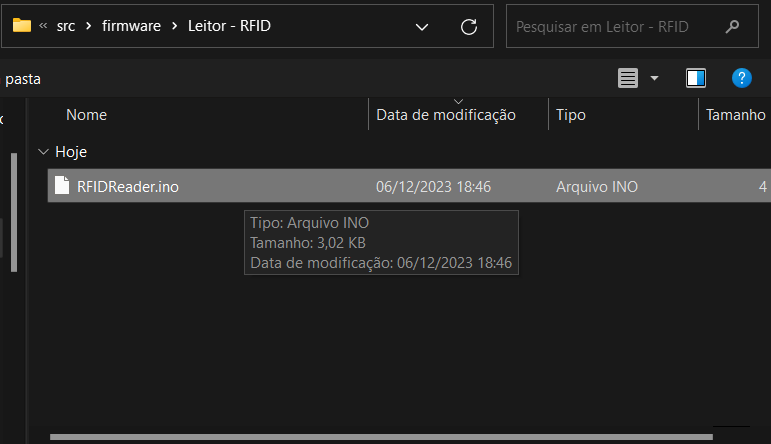 « src > firmware > Leitor - RFID
Pesquisar em Leitor - RFID
pasta
?
Nome Data de modificação Tipo Tamanho
Hoje
RFIDReader.ino 06/12/2023 18:46 Arquivo INO 4
Tipo: Arquivo INO
Tamanho: 3,02 KB
Data de modificação: 06/12/2023 18:46